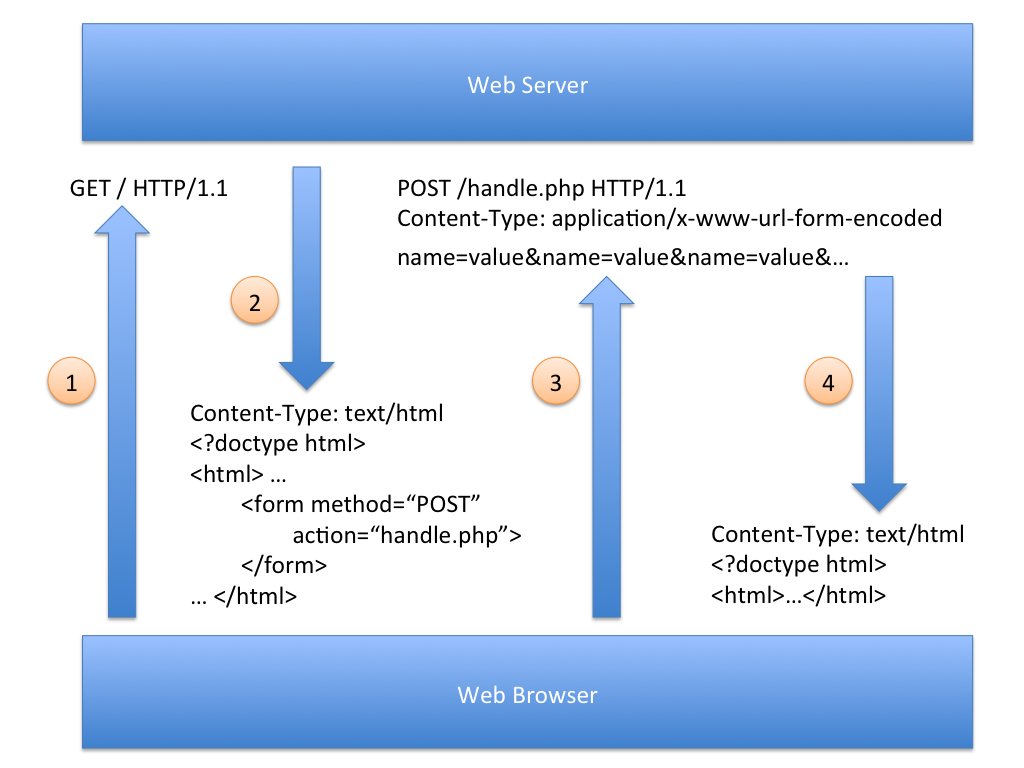 Web Server
GET / HTTP/1.1
1
2
Content-Type: text/html
<?doctype html>
<html> …
<form method=“POST”
action=“handle.php”>
</form>
… </html>
POST /handle.php HTTP/1.1
Content-Type: application/x-www-url-form-encoded
name=value&name=value&name=value&…
3
4
Content-Type: text/html
<?doctype html>
<html>…</html>
Web Browser